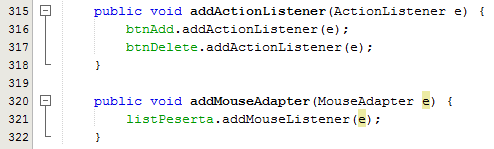 315 public void addActionListener(ActionListener e) {
316 btnAdd.addActionListener(e);
317 btnDelete.addActionListener(e);
318 }
319
320 public void addMouseAdapter(MouseAdapter e) {
321 listPeserta.addMouseListener(e);
322 }